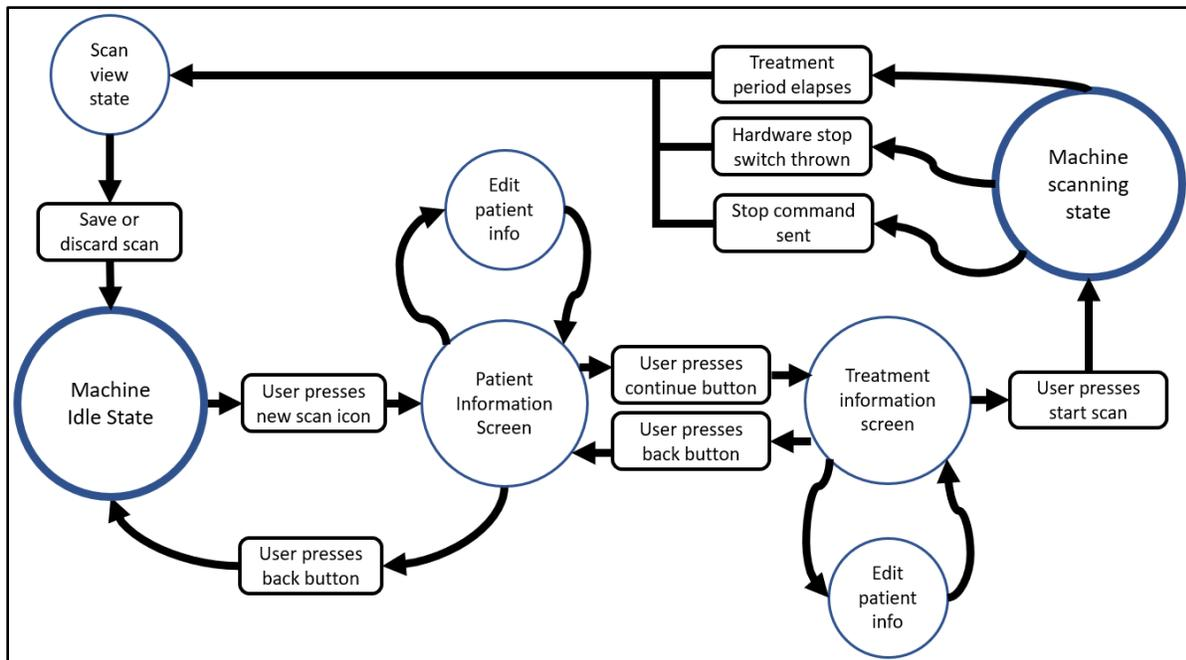 Scan
view
state
Treatment
period elapses
Hardware stop
switch thrown
Stop command
sent
Machine
scanning
state
Save or
discard scan
Edit
patient
info
Machine
Idle State
User presses
new scan icon
Patient
Information
Screen
User presses
continue button
User presses
back button
Treatment
information
screen
User presses
start scan
User presses
back button
Edit
patient
info